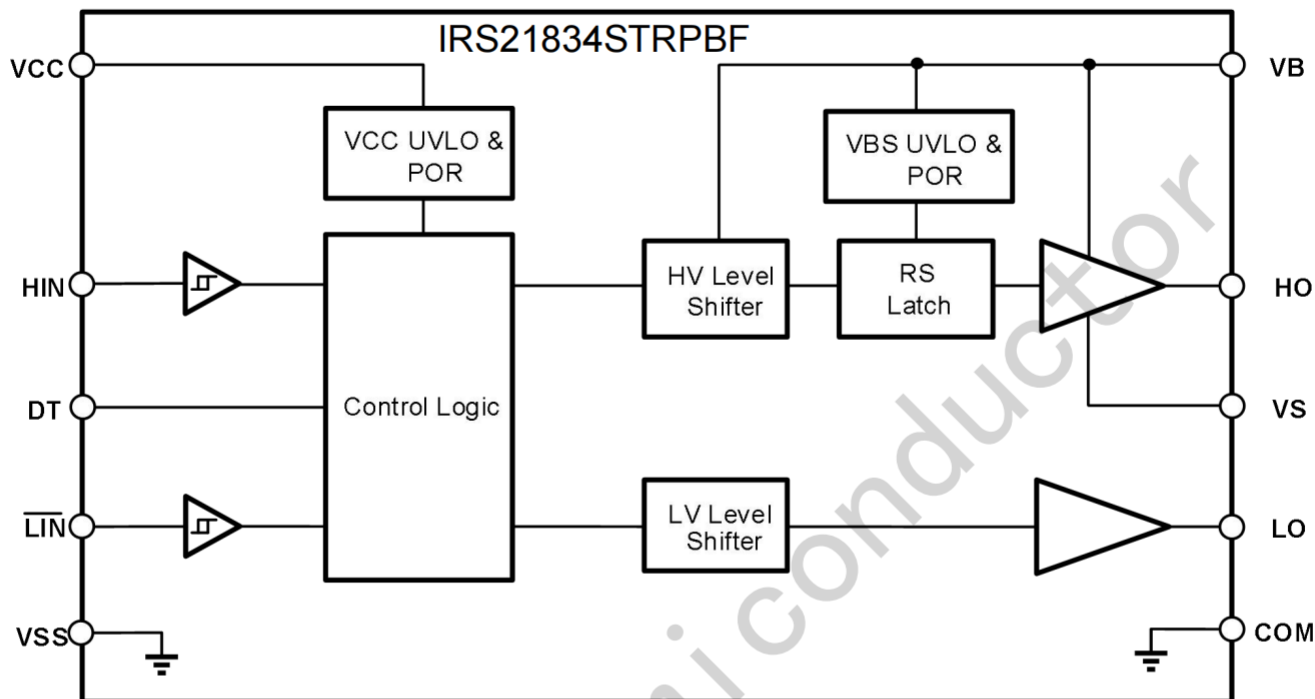 IRS21834STRPBF
VCC
VB
VCC UVLO &
POR
VBS UVLO &
POR
HIN
HV Level
Shifter
RS
Latch
HO
DT
Control Logic
VS
LIN
LV Level
Shifter
LO
VSS
COM
miconductor